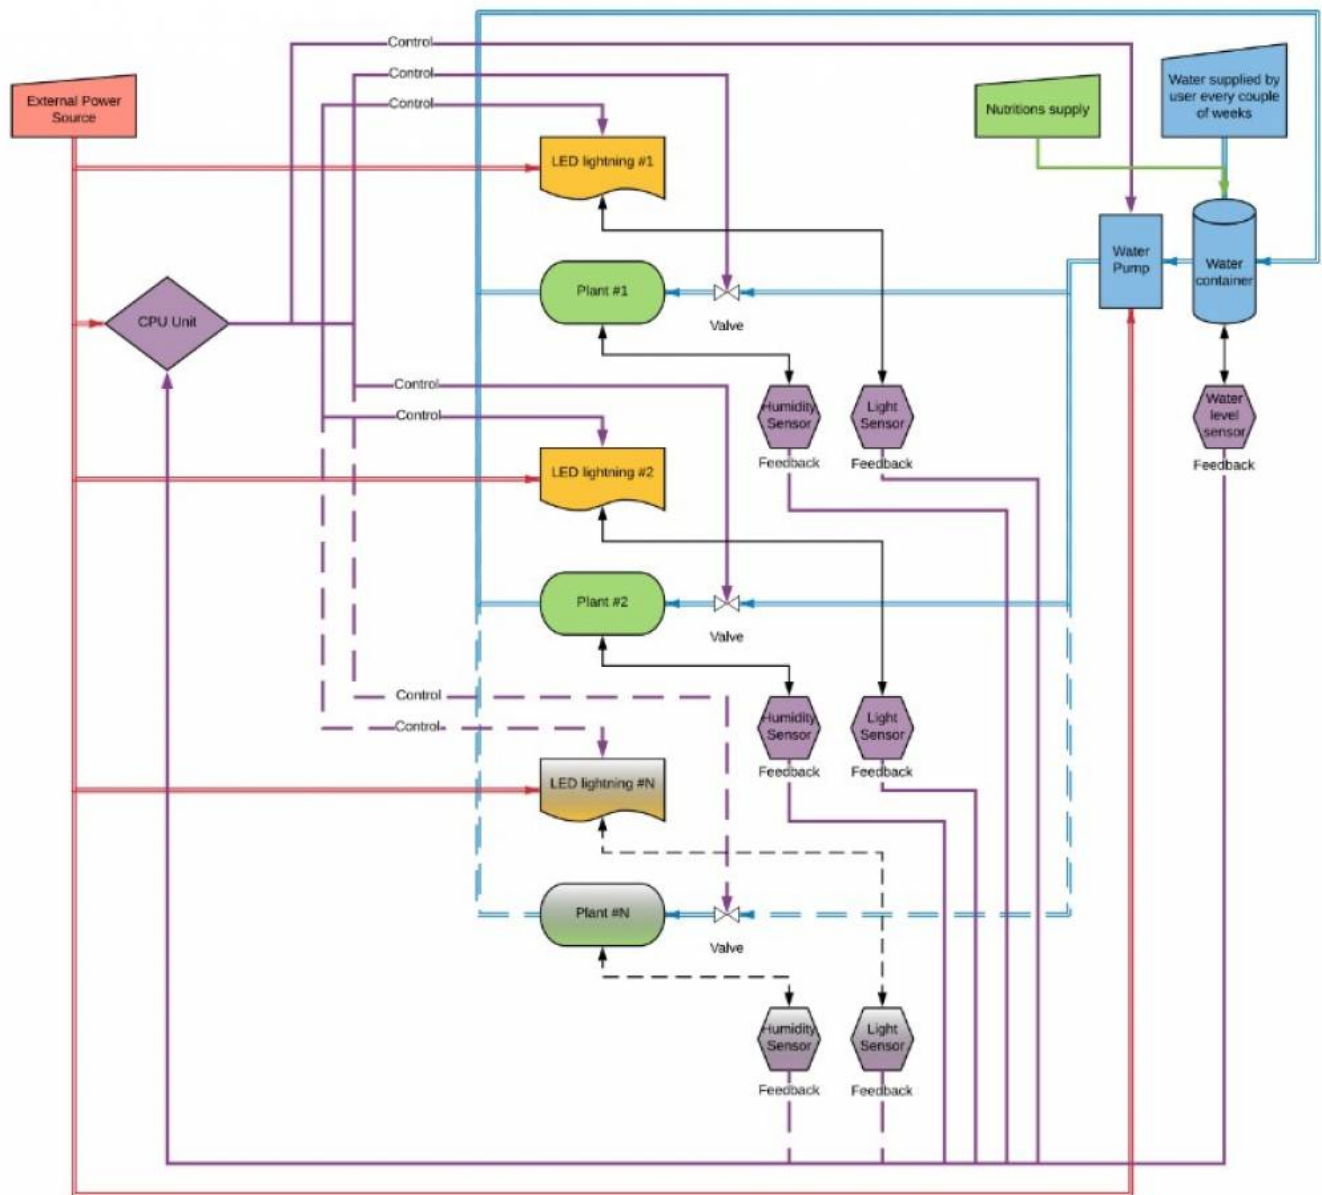 Control
Control
Control
External Power
Source
Nutritions supply
Water supplied by
user every couple
of weeks
LED lightning #1
Water
Pump
Water
container
Plant #1
CPU Unit
Valve
Control
Control
Humidity
Sensor
Light
Sensor
Water
level
sensor
Feedback
Feedback
Feedback
LED lightning #2
Plant #2
Valve
Control
Control
Humidity
Sensor
Light
Sensor
Feedback
Feedback
LED lightning #N
Plant #N
Valve
Humidity
Sensor
Light
Sensor
Feedback
Feedback